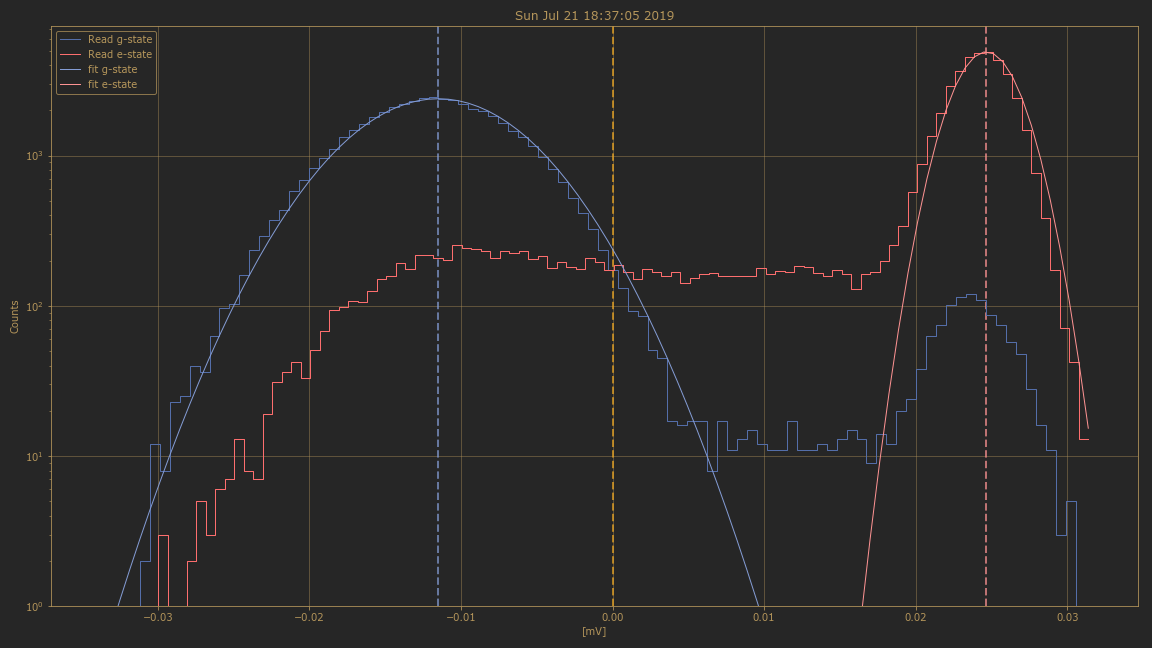 Sun Jul 21 18:37:05 2019
Read g-state
Read e-state
fit g-state
fit e-state
Counts
10³
10²
10¹
10⁰
−0.03
−0.02
−0.01
0.00
0.01
0.02
0.03
[mV]